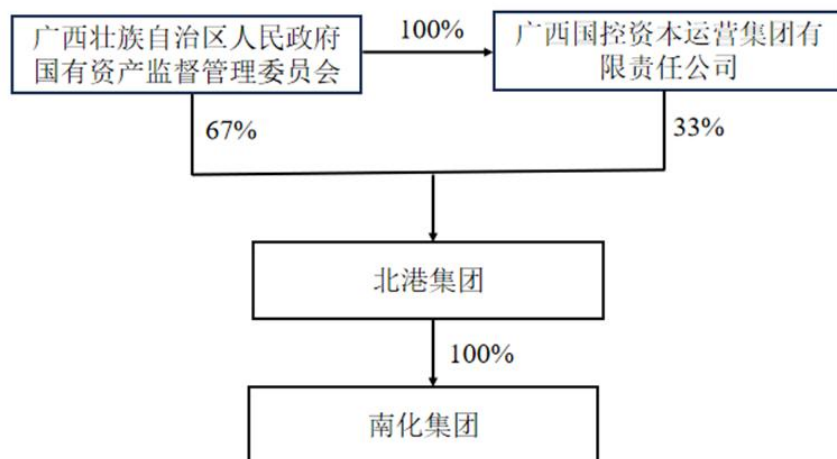 广西壮族自治区人民政府
国有资产监督管理委员会
100%
广西国控资本运营集团有
限责任公司
67%
33%
北港集团
100%
南化集团